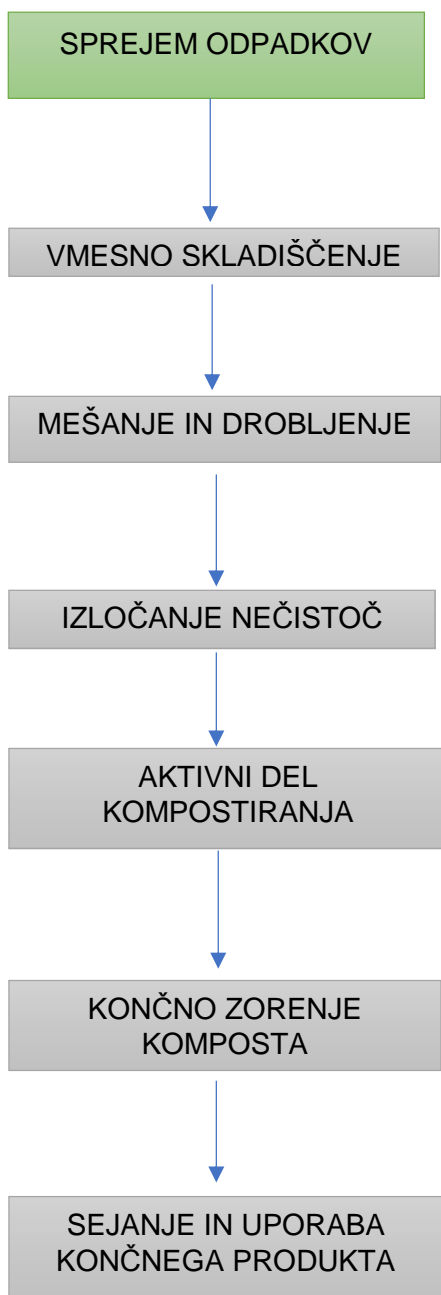 SPREJEM ODPADKOV
VMESNO SKLADIŠČENJE
MEŠANJE IN DROBLJENJE
IZLOČANJE NEČISTOČ
AKTIVNI DEL
KOMPOSTIRANJA
KONČNO ZORENJE
KOMPOSTA
SEJANJE IN UPORABA
KONČNEGA PRODUKTA